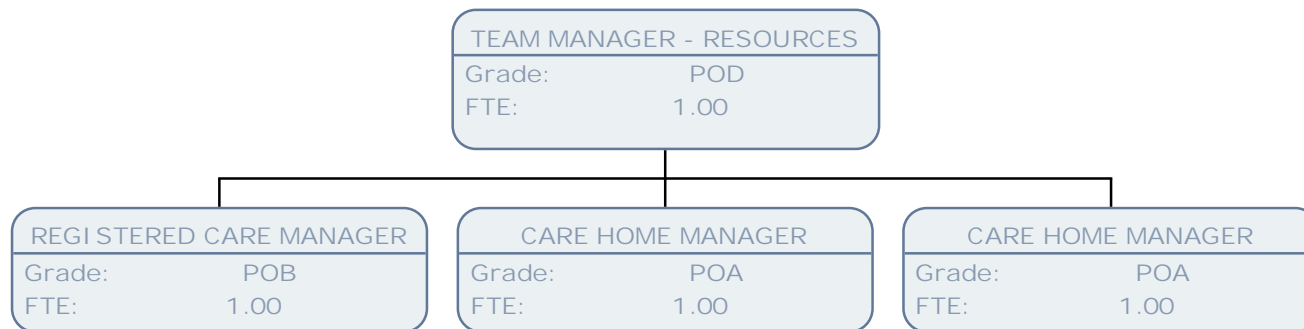 TEAM MANAGER - RESOURCES
Grade: POD
FTE: 1.00
REGISTERED CARE MANAGER
Grade: POB
FTE: 1.00
CARE HOME MANAGER
Grade: POA
FTE: 1.00
CARE HOME MANAGER
Grade: POA
FTE: 1.00